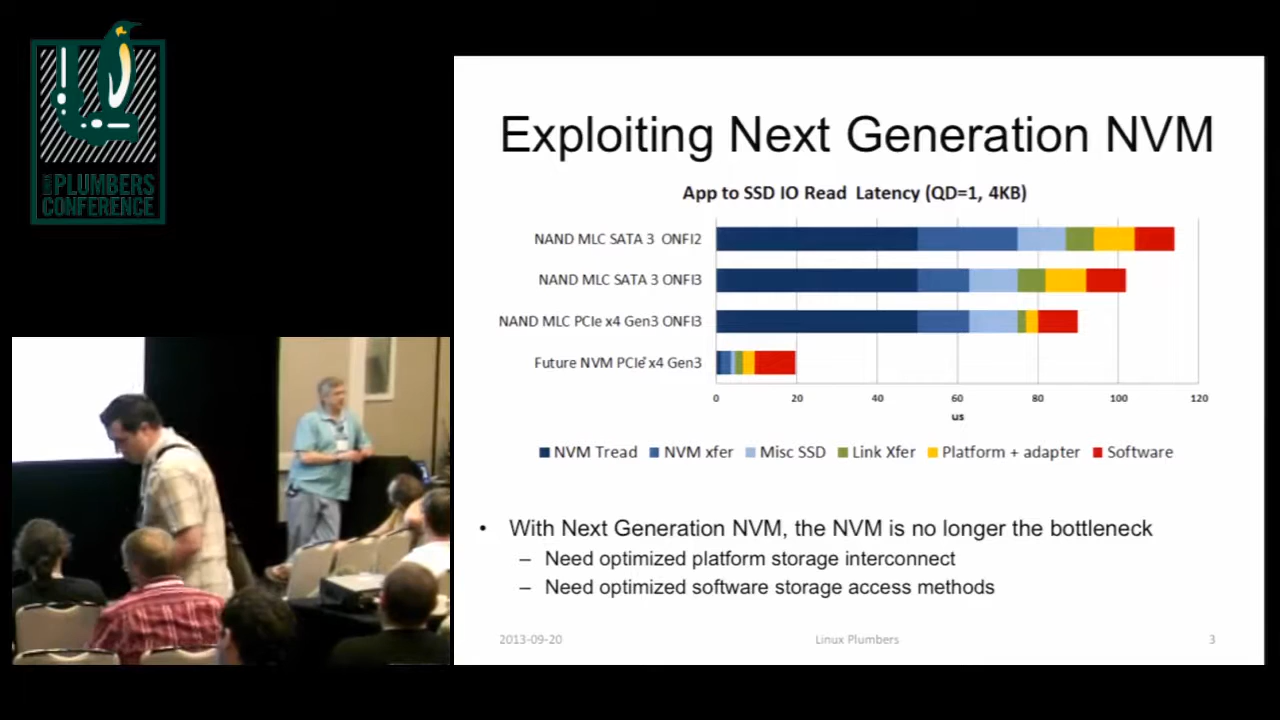 LINUX
PLUMBERS
CONFERENCE
Exploiting Next Generation NVM
App to SSD IO Read Latency (QD=1, 4KB)
NAND MLC SATA 3 ONFI2
NAND MLC SATA 3 ONFI3
NAND MLC PCIe x4 Gen3 ONFI3
Future NVM PCIe x4 Gen3
0 20 40 60 80 100 120
us
NVM Tread NVM xfer Misc SSD Link Xfer Platform + adapter Software
• With Next Generation NVM, the NVM is no longer the bottleneck
– Need optimized platform storage interconnect
– Need optimized software storage access methods
2013-09-20 Linux Plumbers 3